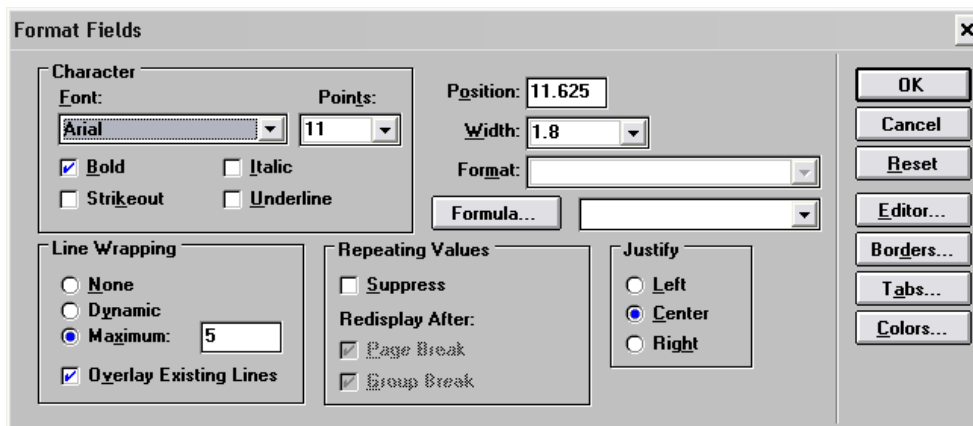 Format Fields
Character
Font:
Points:
Arial
11
Bold
Italic
Strikeout
Underline
Position: 11.625
Width: 1.8
Format:
Formula...
Line Wrapping
None
Dynamic
Maximum: 5
Overlay Existing Lines
Repeating Values
Suppress
Redisplay After:
Page Break
Group Break
Justify
Left
Center
Right
OK
Cancel
Reset
Editor...
Borders...
Tabs...
Colors...